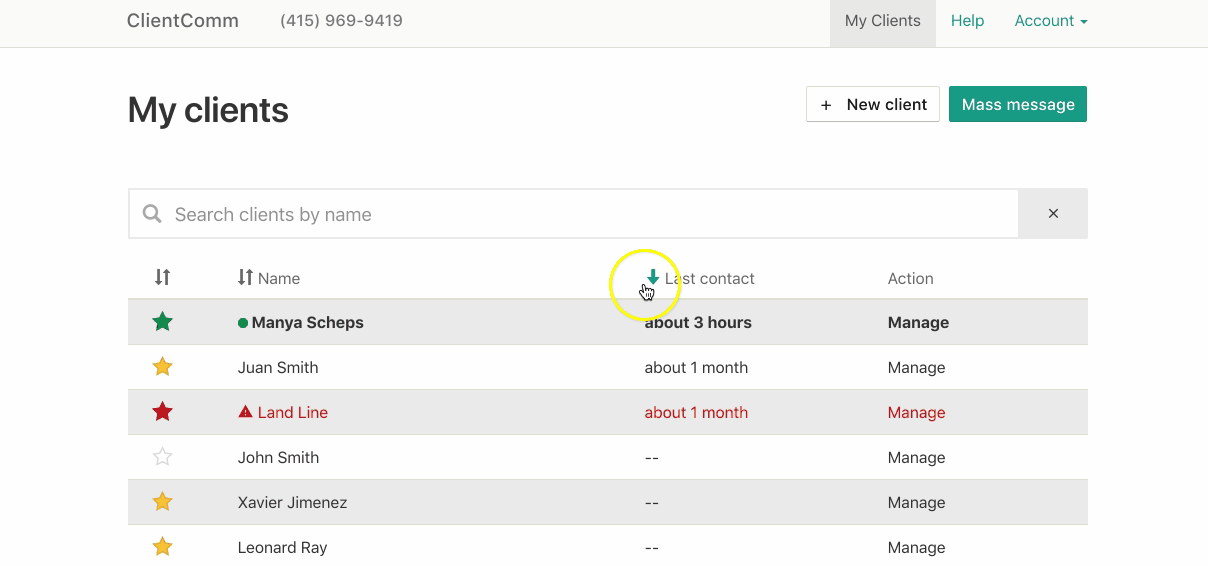 ClientComm (415) 969-9419 My Clients Help Account
My clients + New client Mass message
Search clients by name ×
Name Last contact Action
Manya Scheps about 3 hours Manage
Juan Smith about 1 month Manage
Land Line about 1 month Manage
John Smith -- Manage
Xavier Jimenez -- Manage
Leonard Ray -- Manage